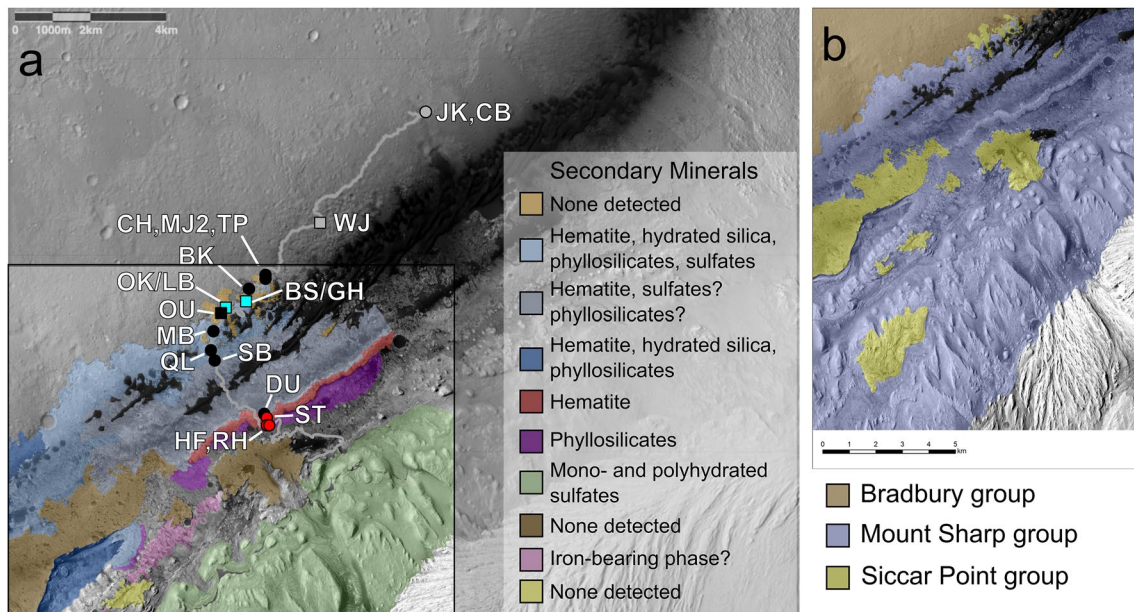 0 1000m 2km 4km
a
JK,CB
WJ
CH,MJ2,TP
BK
OK/LB
BS/GH
OU
MB
QL
SB
DU
ST
HF,RH
Secondary Minerals
None detected
Hematite, hydrated silica,
phyllosilicates, sulfates
Hematite, sulfates?
phyllosilicates?
Hematite, hydrated silica,
phyllosilicates
Hematite
Phyllosilicates
Mono- and polyhydrated
sulfates
None detected
Iron-bearing phase?
None detected
b
0 1 2 3 4 5
km
Bradbury group
Mount Sharp group
Siccar Point group